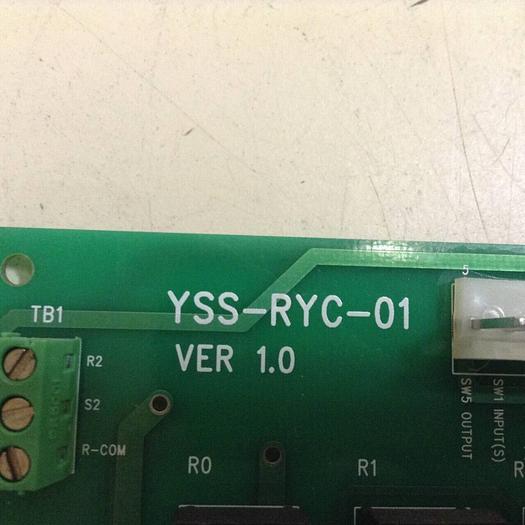 5
TB1
YSS-RYC-01
VER 1.0
R2
S2
R-COM
SW5 OUTPUT
SW1 INPUT(S)
R0
R1
R